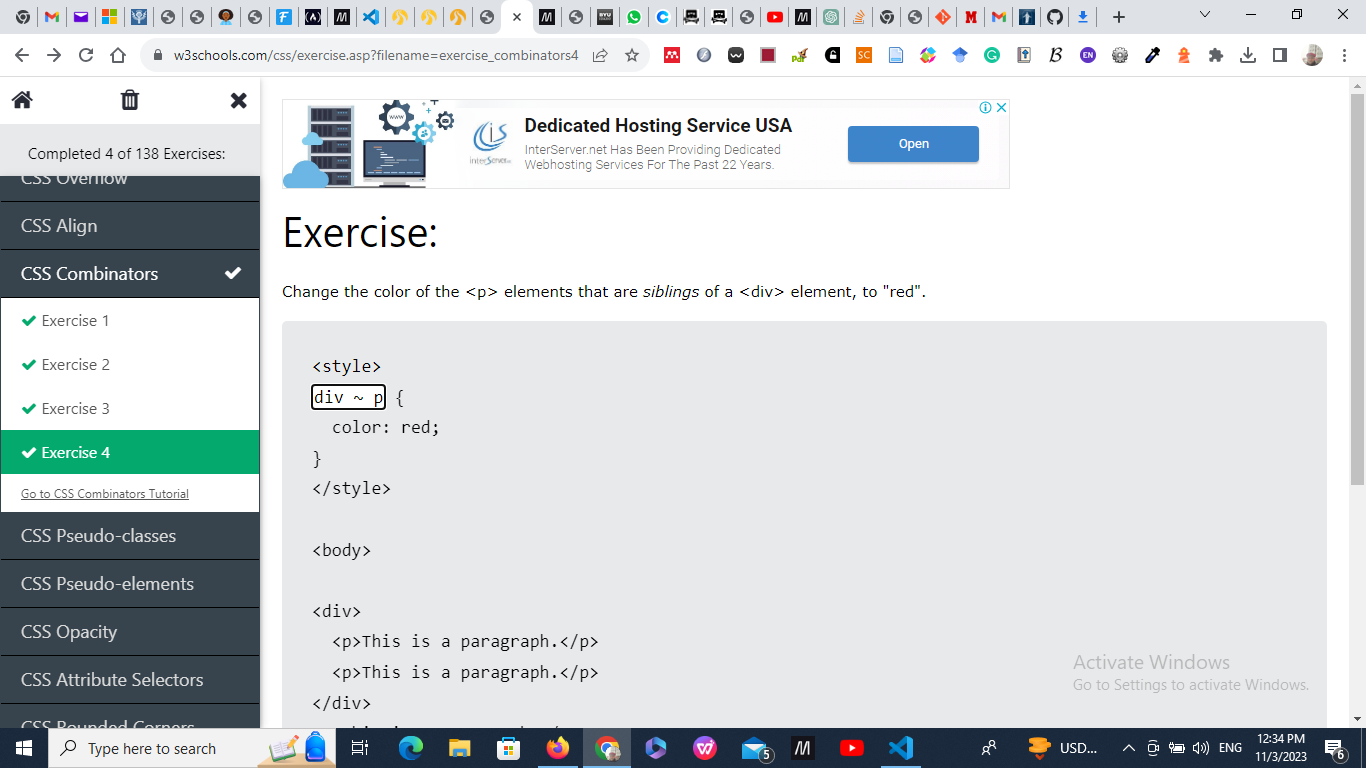 w3schools.com/css/exercise.asp?filename=exercise_combinators4
Completed 4 of 138 Exercises:
CSS Overflow
CSS Align
CSS Combinators
Exercise 1
Exercise 2
Exercise 3
Exercise 4
Go to CSS Combinators Tutorial
CSS Pseudo-classes
CSS Pseudo-elements
CSS Opacity
CSS Attribute Selectors
CSS Rounded Corners
WWW
InterServer
Dedicated Hosting Service USA
InterServer.net Has Been Providing Dedicated
Webhosting Services For The Past 22 Years.
Open
Exercise:
Change the color of the <p> elements that are siblings of a <div> element, to "red".
<style>
div ~ p {
color: red;
}
</style>
<body>
<div>
<p>This is a paragraph.</p>
<p>This is a paragraph.</p>
</div>
Activate Windows
Go to Settings to activate Windows.
Type here to search
5
USD...
ENG
12:34 PM
11/3/2023
6